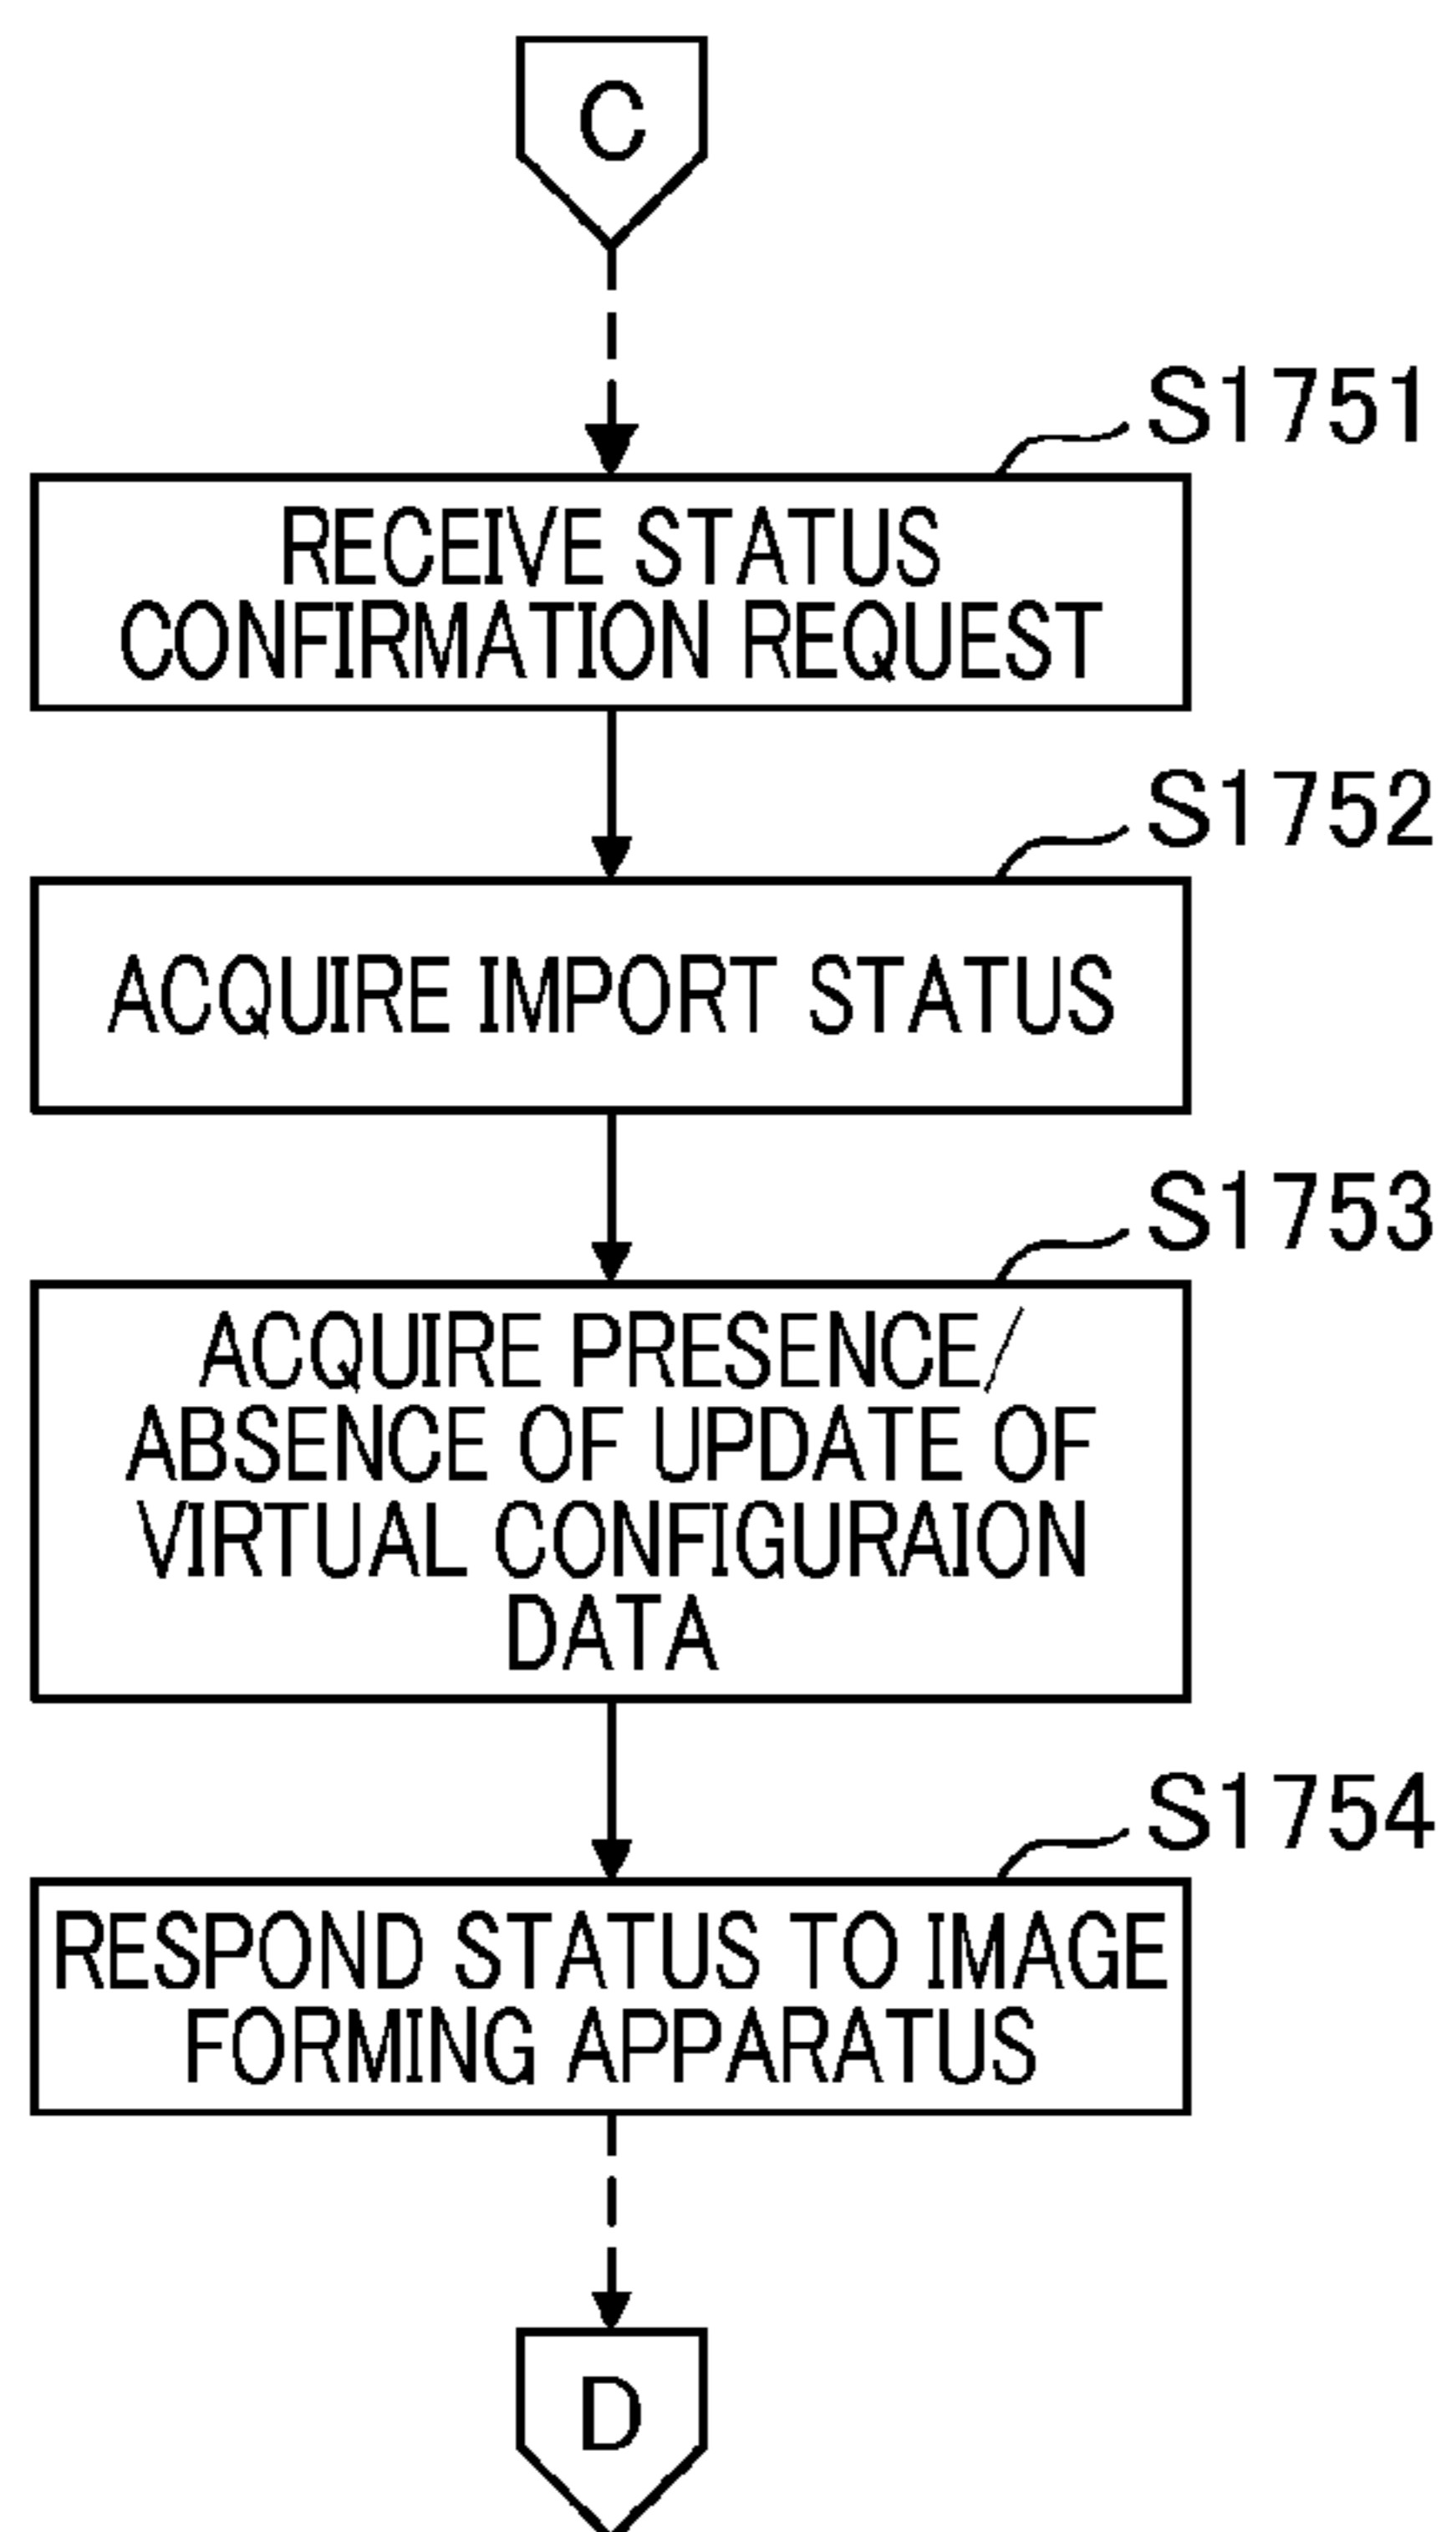 C
S1751
RECEIVE STATUS
CONFIRMATION REQUEST
S1752
ACQUIRE IMPORT STATUS
S1753
ACQUIRE PRESENCE/
ABSENCE OF UPDATE OF
VIRTUAL CONFIGURAION
DATA
S1754
RESPOND STATUS TO IMAGE
FORMING APPARATUS
D